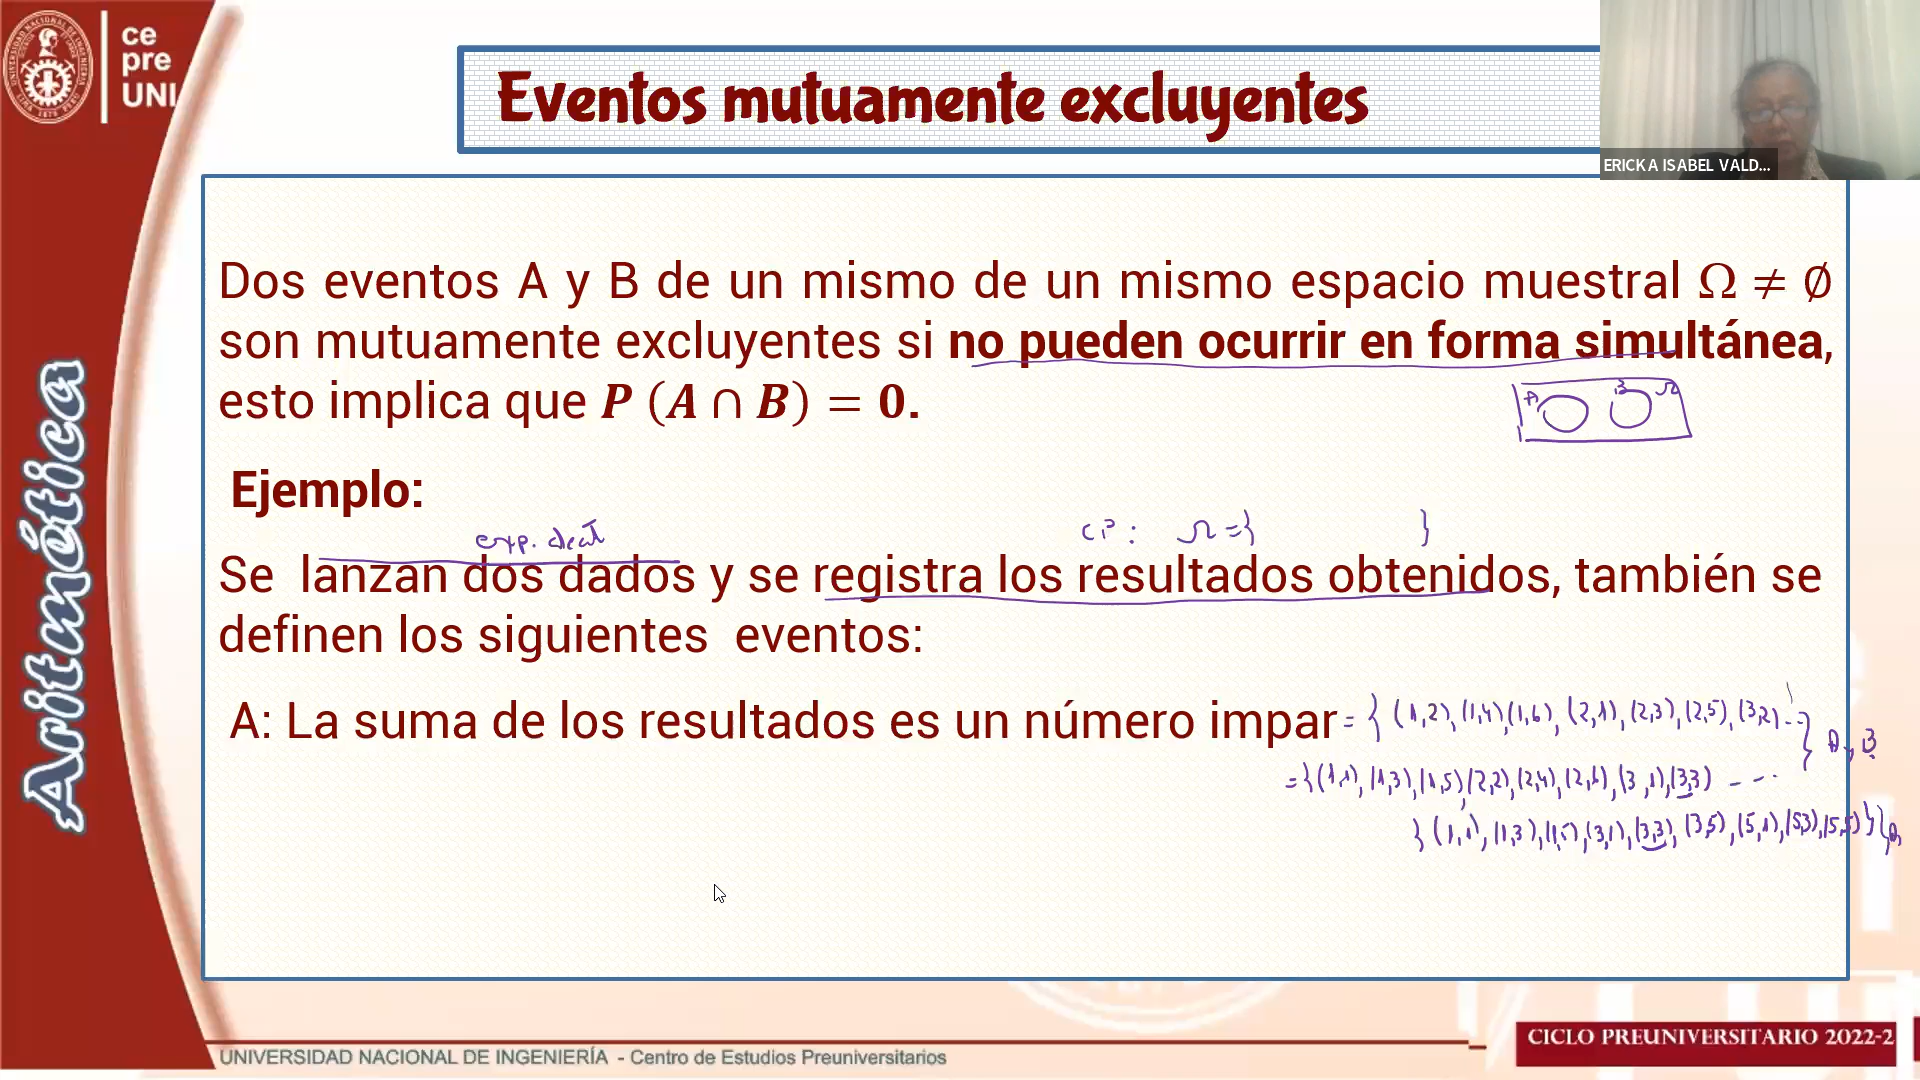 ce
pre
UNI
Eventos mutuamente excluyentes
ERICKA ISABEL VALD...
Dos eventos A y B de un mismo de un mismo espacio muestral Ω ≠ ∅
son mutuamente excluyentes si no pueden ocurrir en forma simultánea,
esto implica que P (A ∩ B) = 0.
A B Ω
Ejemplo:
exp. aleat
Ω = { }
Se lanzan dos dados y se registra los resultados obtenidos, también se
definen los siguientes eventos:
A: La suma de los resultados es un número impar = { (1,2), (1,4) (1,6), (2,1), (2,3), (2,5), (3,2) ... }
A, B
= { (1,1), (1,3), (1,5), (2,2), (2,4), (2,6), (3,1), (3,3) ...
{ (1,1), (1,3), (1,5), (3,1), (3,3), (3,5), (5,1), (5,3), (5,5) }
Aritmética
UNIVERSIDAD NACIONAL DE INGENIERÍA - Centro de Estudios Preuniversitarios
CICLO PREUNIVERSITARIO 2022-2